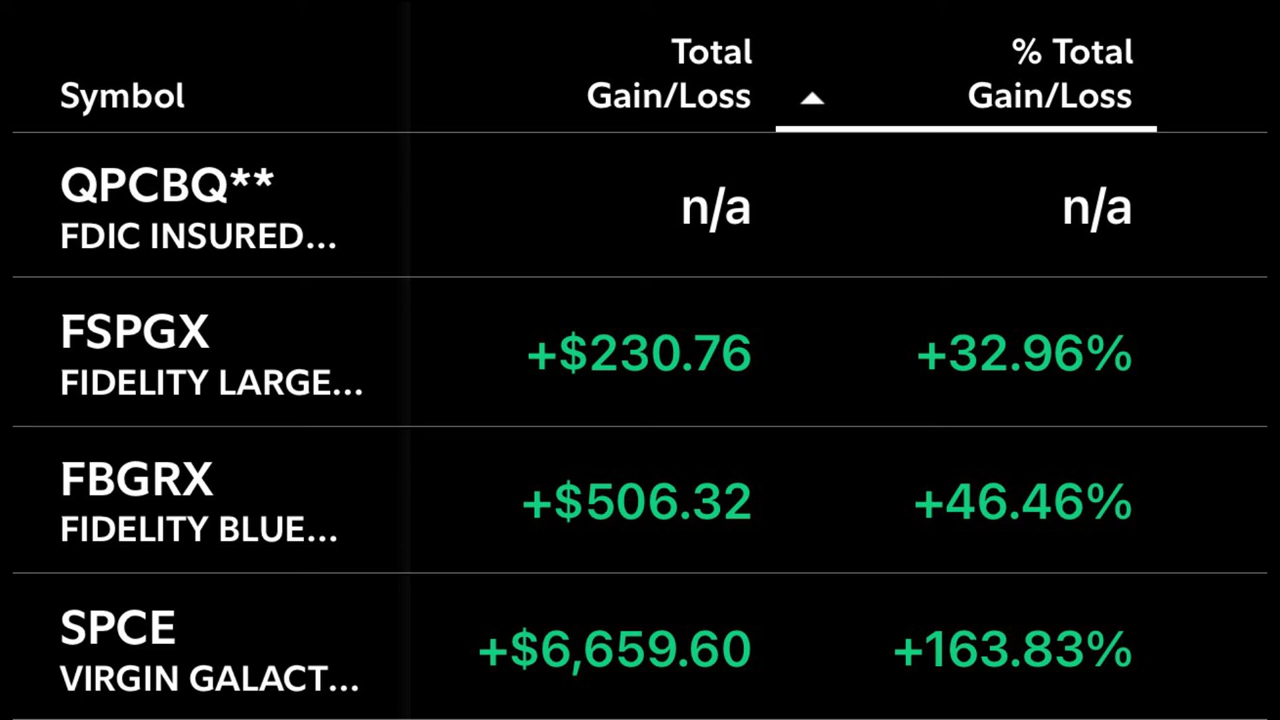 Symbol
Total
Gain/Loss
% Total
Gain/Loss
QPCBQ**
FDIC INSURED...
n/a
n/a
FSPGX
FIDELITY LARGE...
+$230.76
+32.96%
FBGRX
FIDELITY BLUE...
+$506.32
+46.46%
SPCE
VIRGIN GALACT...
+$6,659.60
+163.83%